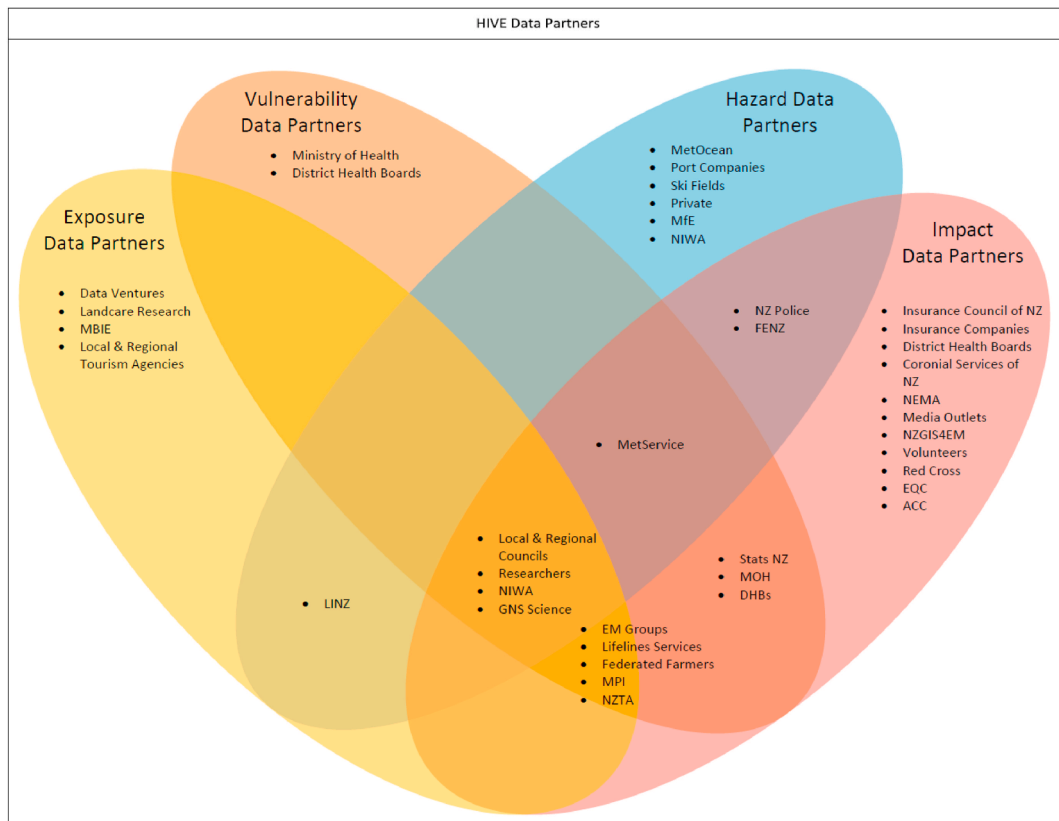 HIVE Data Partners
Vulnerability
Data Partners
• Ministry of Health
• District Health Boards
Hazard Data
Partners
• MetOcean
• Port Companies
• Ski Fields
• Private
• MfE
• NIWA
Exposure
Data Partners
• Data Ventures
• Landcare Research
• MBIE
• Local & Regional
Tourism Agencies
Impact
Data Partners
• Insurance Council of NZ
• Insurance Companies
• District Health Boards
• Coronial Services of
NZ
• NEMA
• Media Outlets
• NZGIS4EM
• Volunteers
• Red Cross
• EQC
• ACC
• NZ Police
• FENZ
• MetService
• Local & Regional
Councils
• Researchers
• NIWA
• GNS Science
• Stats NZ
• MOH
• DHBs
• LINZ
• EM Groups
• Lifelines Services
• Federated Farmers
• MPI
• NZTA